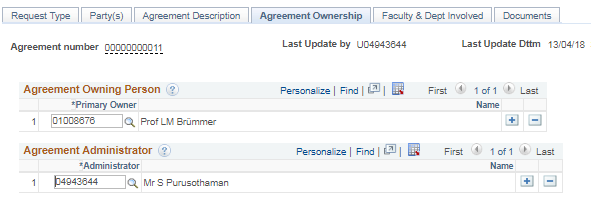 Request Type Party(s) Agreement Description Agreement Ownership Faculty & Dept Involved Documents
Agreement number 00000000011 Last Update by U04943644 Last Update Dttm 13/04/18
Agreement Owning Person ? Personalize | Find | First 1 of 1 Last
*Primary Owner Name
1 01008676 Prof LM Brümmer + −
Agreement Administrator ? Personalize | Find | First 1 of 1 Last
*Administrator Name
1 04943644 Mr S Purusothaman + −